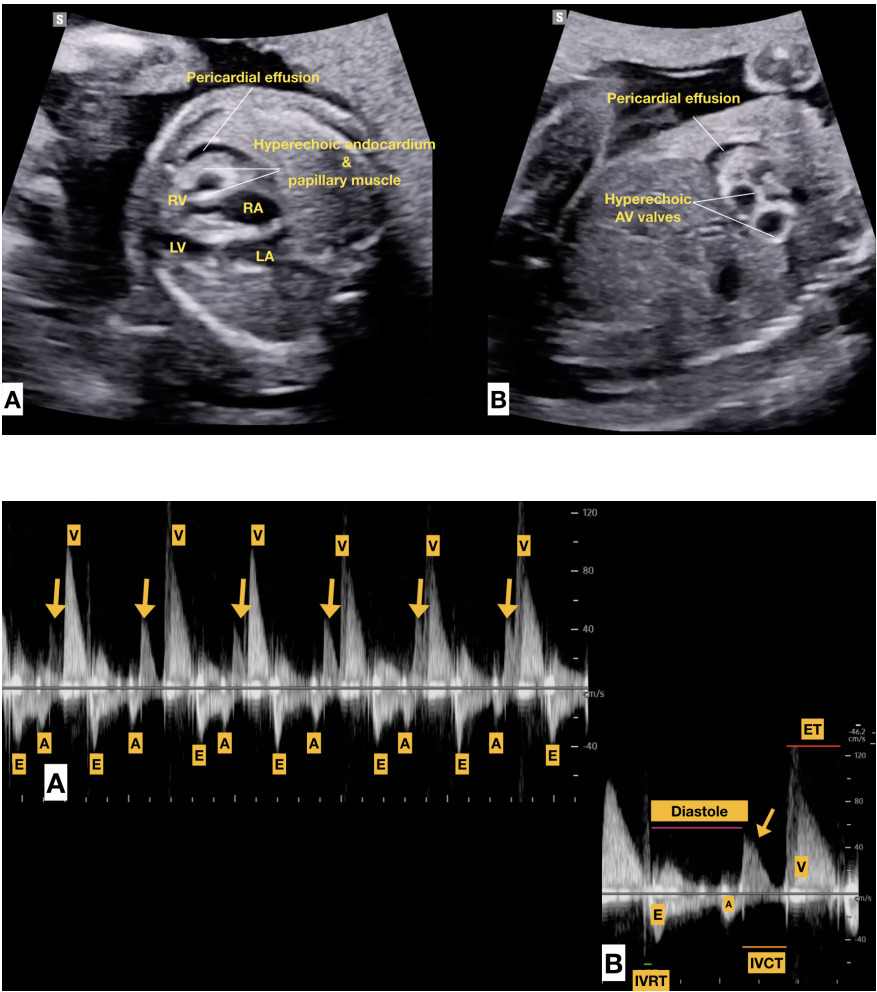 S
Pericardial effusion
Hyperechoic endocardium
&
papillary muscle
RV
RA
LV
LA
A
S
Pericardial effusion
Hyperechoic
AV valves
B
V V V V V V
120
80
40
cm/s
-40
A A A A A A
E E E E E E E
A
ET
-46.2
cm/s
120
Diastole
80
40
V
A
E
cm/s
-40
B
IVCT
IVRT